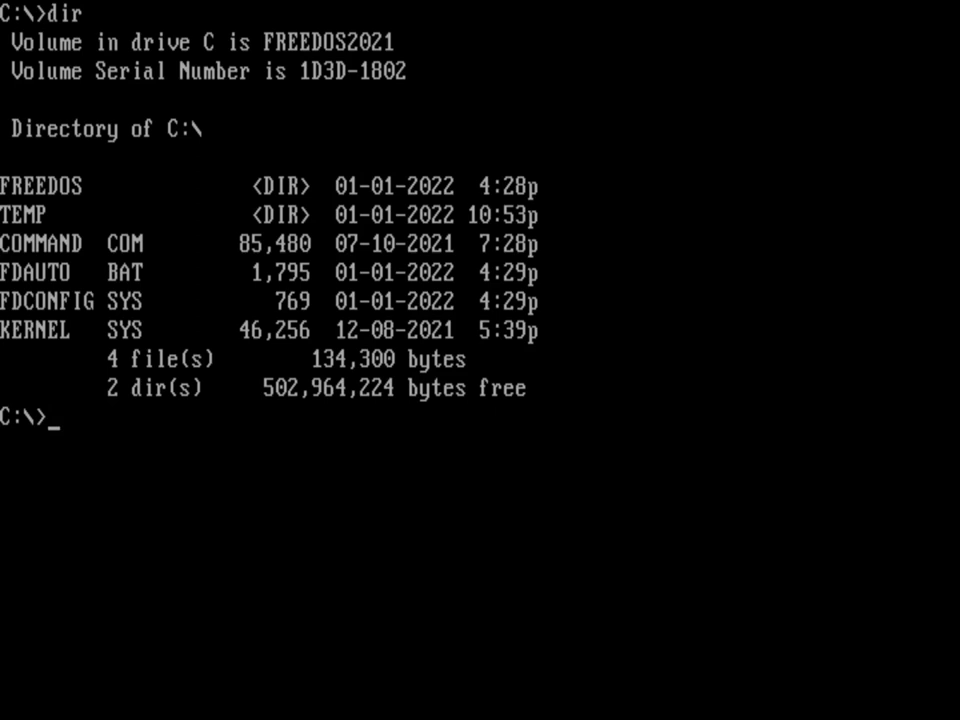 C:\>dir
 Volume in drive C is FREEDOS2021
 Volume Serial Number is 1D3D-1802

 Directory of C:\

FREEDOS              <DIR>  01-01-2022  4:28p
TEMP                 <DIR>  01-01-2022 10:53p
COMMAND  COM        85,480  07-10-2021  7:28p
FDAUTO   BAT         1,795  01-01-2022  4:29p
FDCONFIG SYS           769  01-01-2022  4:29p
KERNEL   SYS        46,256  12-08-2021  5:39p
         4 file(s)        134,300 bytes
         2 dir(s)     502,964,224 bytes free
C:\>_